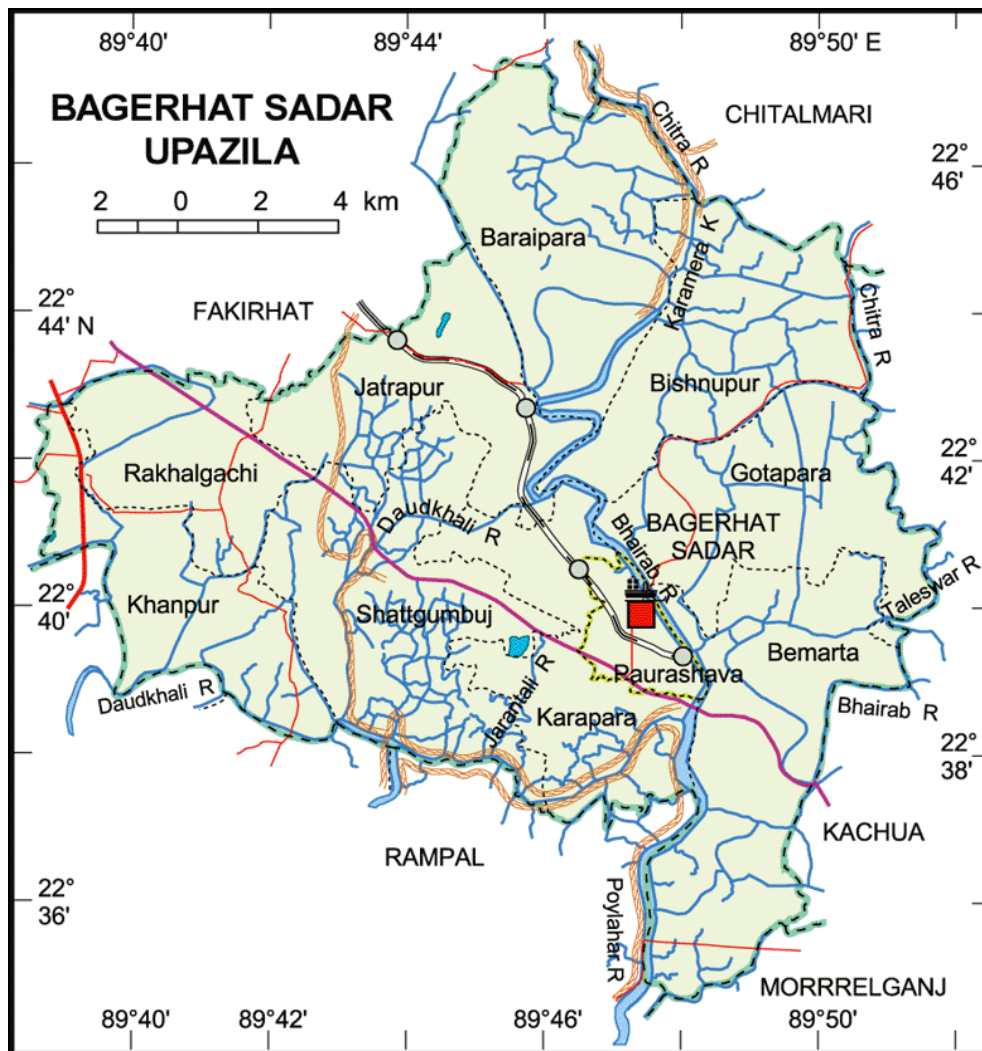 89°40'
89°44'
89°50' E
BAGERHAT SADAR
UPAZILA
CHITALMARI
Chitra R
22°
46'
2 0 2 4 km
Baraipara
Karamera K
FAKIRHAT
22°
44' N
Chitra R
Jatrapur
Bishnupur
Rakhalgachi
Gotapara
22°
42'
Daudkhali R
Bhairab R
BAGERHAT
SADAR
Taleswar R
22°
40'
Khanpur
Shattgumbuj
Paurashava
Bemarta
Daudkhali R
Jarantali R
Karapara
Bhairab R
22°
38'
RAMPAL
KACHUA
22°
36'
Poylahar R
MORRRELGANJ
89°40'
89°42'
89°46'
89°50'